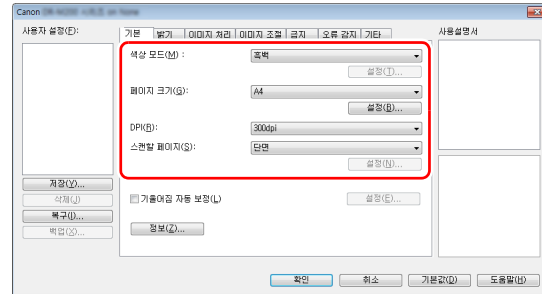 Canon
사용자 설정(F):
기본 밝기 이미지 처리 이미지 조절 급지 오류 감지 기타
사용설명서
색상 모드(M) : 흑백
설정(T)...
페이지 크기(G): A4
설정(B)...
DPI(R): 300dpi
스캔할 페이지(S): 단면
설정(N)...
저장(V)...
삭제(J)
복구(I)...
백업(X)...
기울어짐 자동 보정(L) 설정(E)...
정보(Z)...
확인 취소 기본값(D) 도움말(H)